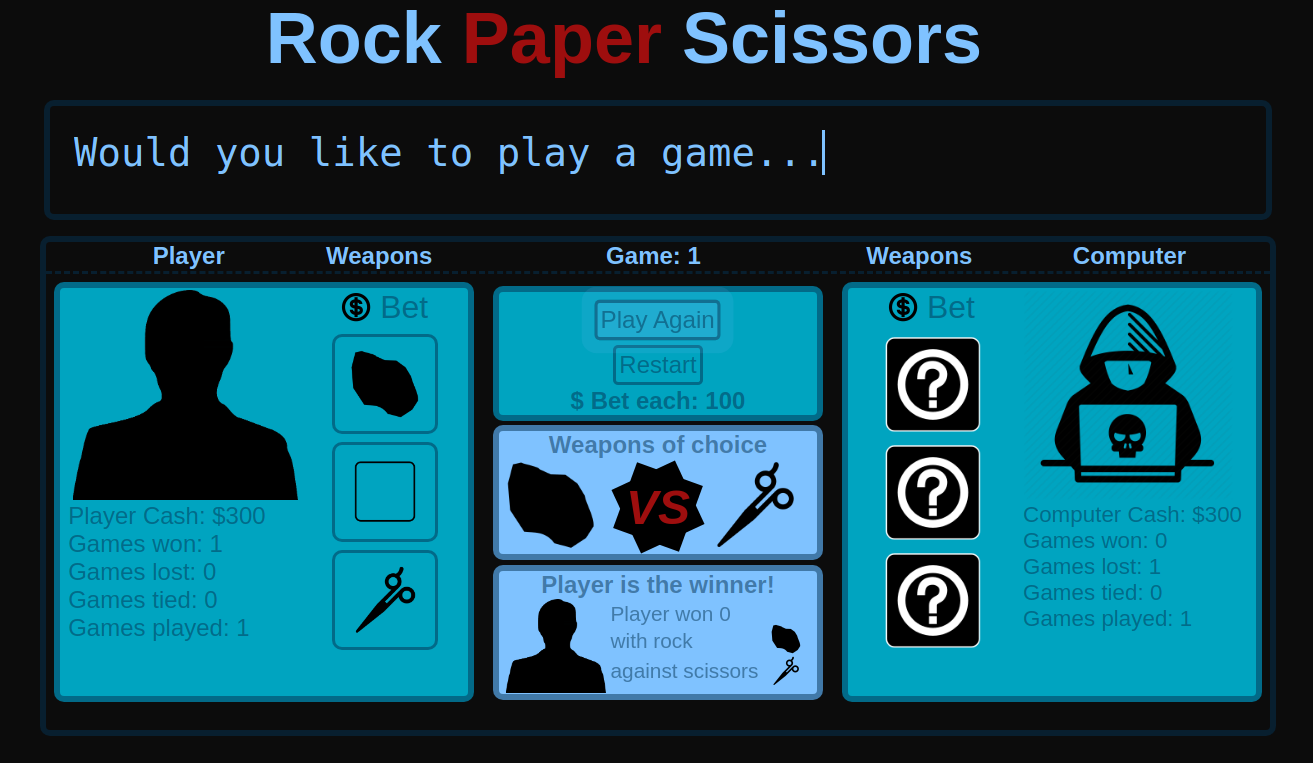 Rock Paper Scissors
Would you like to play a game...
Player Weapons Game: 1 Weapons Computer
$ Bet
Play Again
Restart
$ Bet each: 100
Weapons of choice
VS
Player is the winner!
Player won 0
with rock
against scissors
Player Cash: $300
Games won: 1
Games lost: 0
Games tied: 0
Games played: 1
$ Bet
?
?
?
Computer Cash: $300
Games won: 0
Games lost: 1
Games tied: 0
Games played: 1